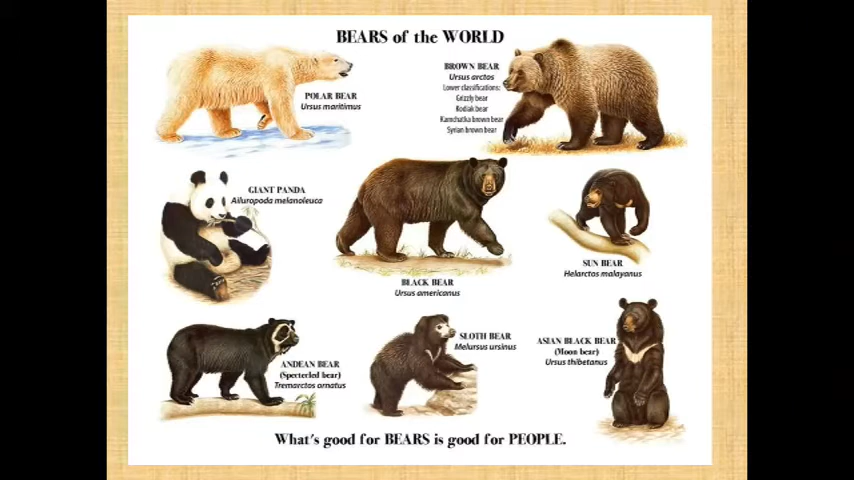 BEARS of the WORLD
POLAR BEAR
Ursus maritimus
BROWN BEAR
Ursus arctos
Lower classifications:
Grizzly bear
Kodiak bear
Kamchatka brown bear
Syrian brown bear
GIANT PANDA
Ailuropoda melanoleuca
BLACK BEAR
Ursus americanus
SUN BEAR
Helarctos malayanus
ANDEAN BEAR
(Spectacled bear)
Tremarctos ornatus
SLOTH BEAR
Melursus ursinus
ASIAN BLACK BEAR
(Moon bear)
Ursus thibetanus
What's good for BEARS is good for PEOPLE.